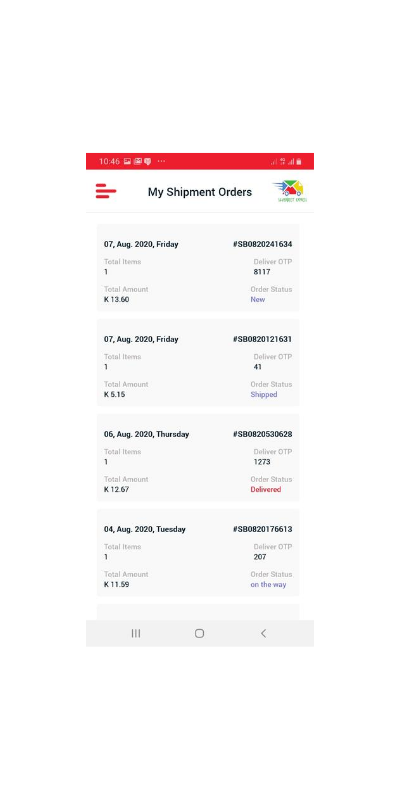 10:46
My Shipment Orders
07, Aug. 2020, Friday #SB0820241634
Total Items Deliver OTP
1 8117
Total Amount Order Status
K 13.60 New
07, Aug. 2020, Friday #SB0820121631
Total Items Deliver OTP
1 41
Total Amount Order Status
K 5.15 Shipped
06, Aug. 2020, Thursday #SB0820530628
Total Items Deliver OTP
1 1273
Total Amount Order Status
K 12.67 Delivered
04, Aug. 2020, Tuesday #SB0820176613
Total Items Deliver OTP
1 207
Total Amount Order Status
K 11.59 on the way